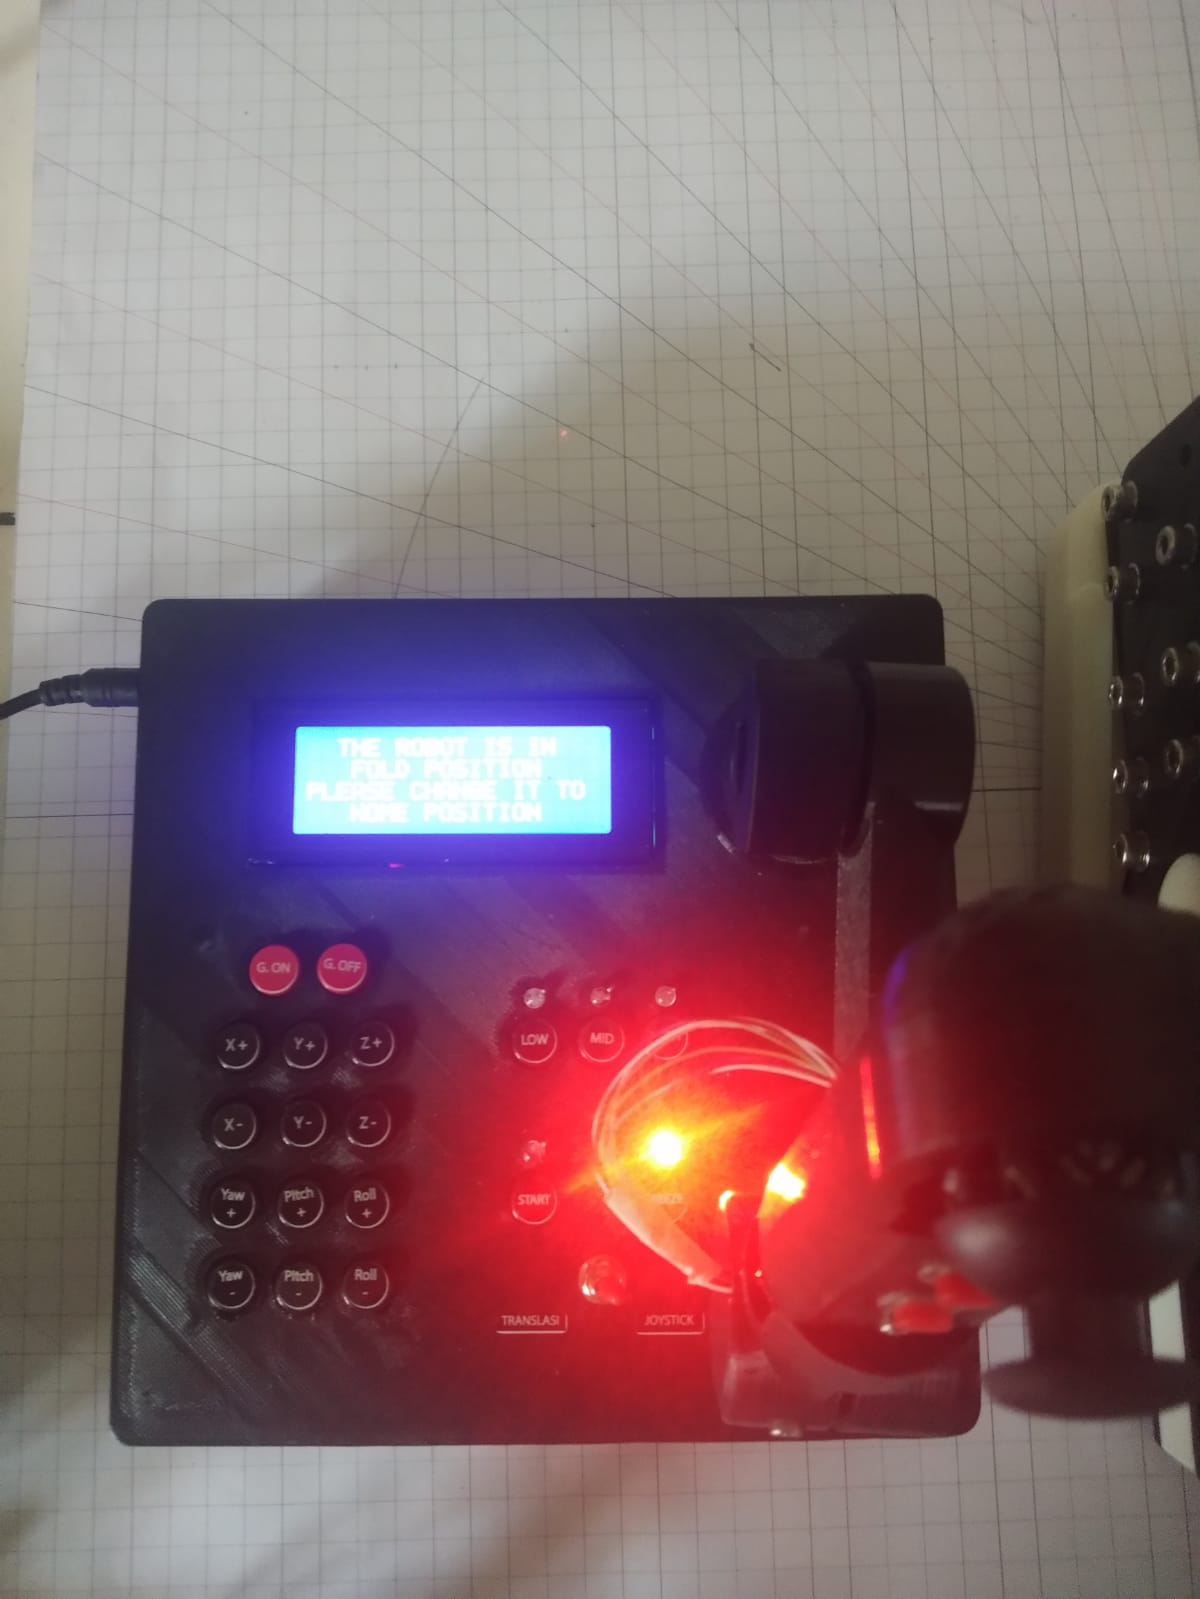 THE ROBOT IS IN
FOLD POSITION
PLEASE CHANGE IT TO
HOME POSITION
G. ON G. OFF
X+ Y+ Z+
LOW MID
X- Y- Z-
Yaw + Pitch + Roll +
START
Yaw - Pitch - Roll -
TRANSLASI JOYSTICK